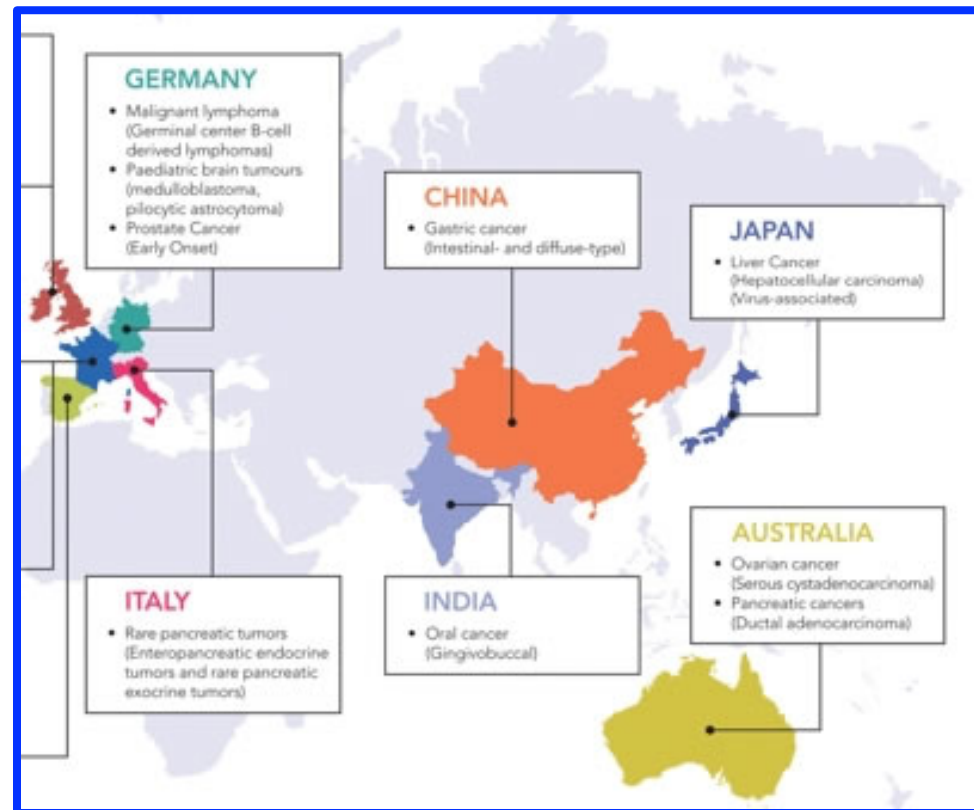 GERMANY
• Malignant lymphoma
(Germinal center B-cell
derived lymphomas)
• Paediatric brain tumours
(medulloblastoma,
pilocytic astrocytoma)
• Prostate Cancer
(Early Onset)
CHINA
• Gastric cancer
(Intestinal- and diffuse-type)
JAPAN
• Liver Cancer
(Hepatocellular carcinoma)
(Virus-associated)
ITALY
• Rare pancreatic tumors
(Enteropancreatic endocrine
tumors and rare pancreatic
exocrine tumors)
INDIA
• Oral cancer
(Gingivobuccal)
AUSTRALIA
• Ovarian cancer
(Serous cystadenocarcinoma)
• Pancreatic cancers
(Ductal adenocarcinoma)